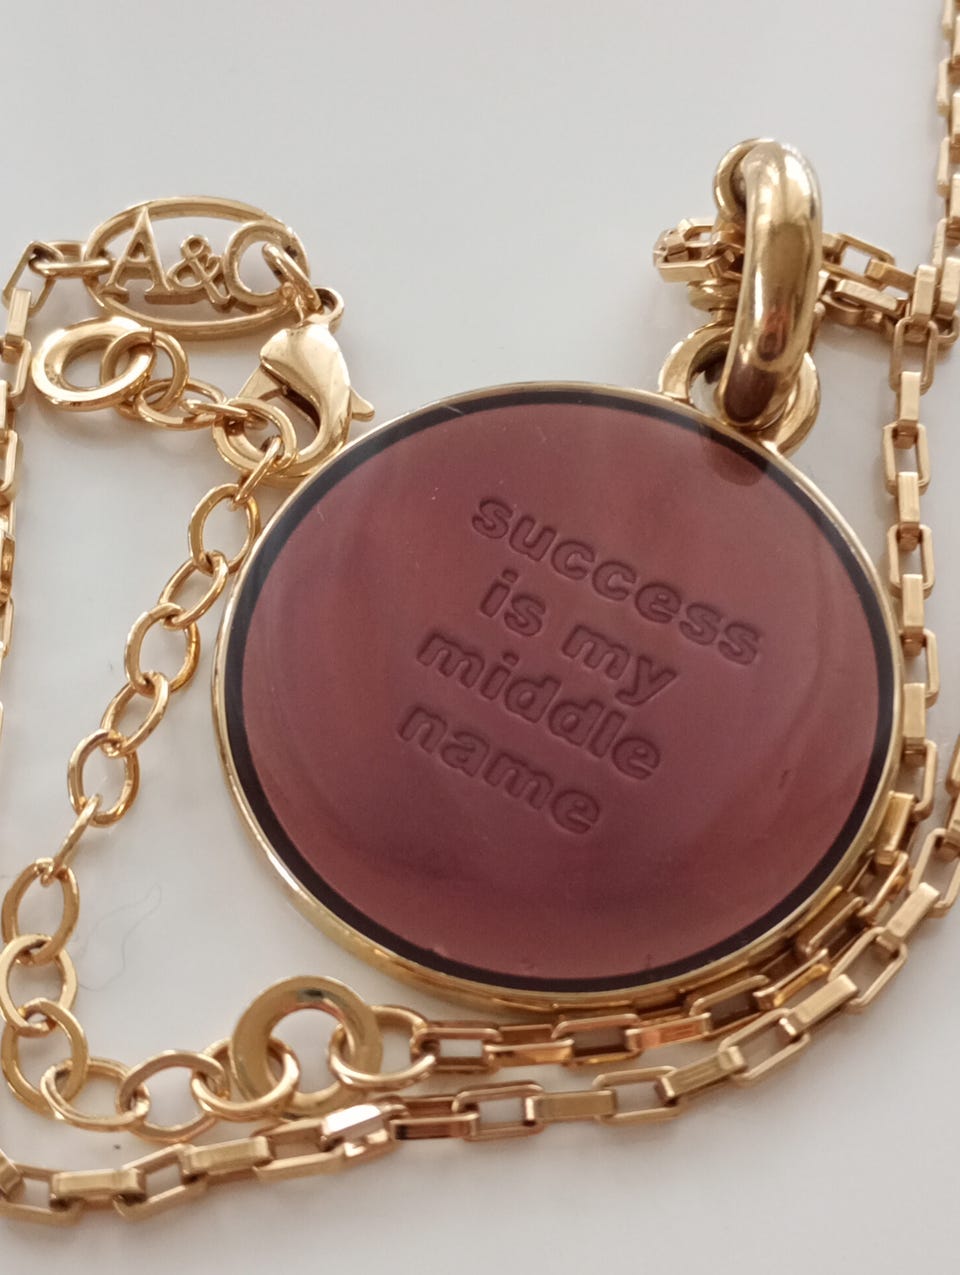 A&C
success
is my
middle
name